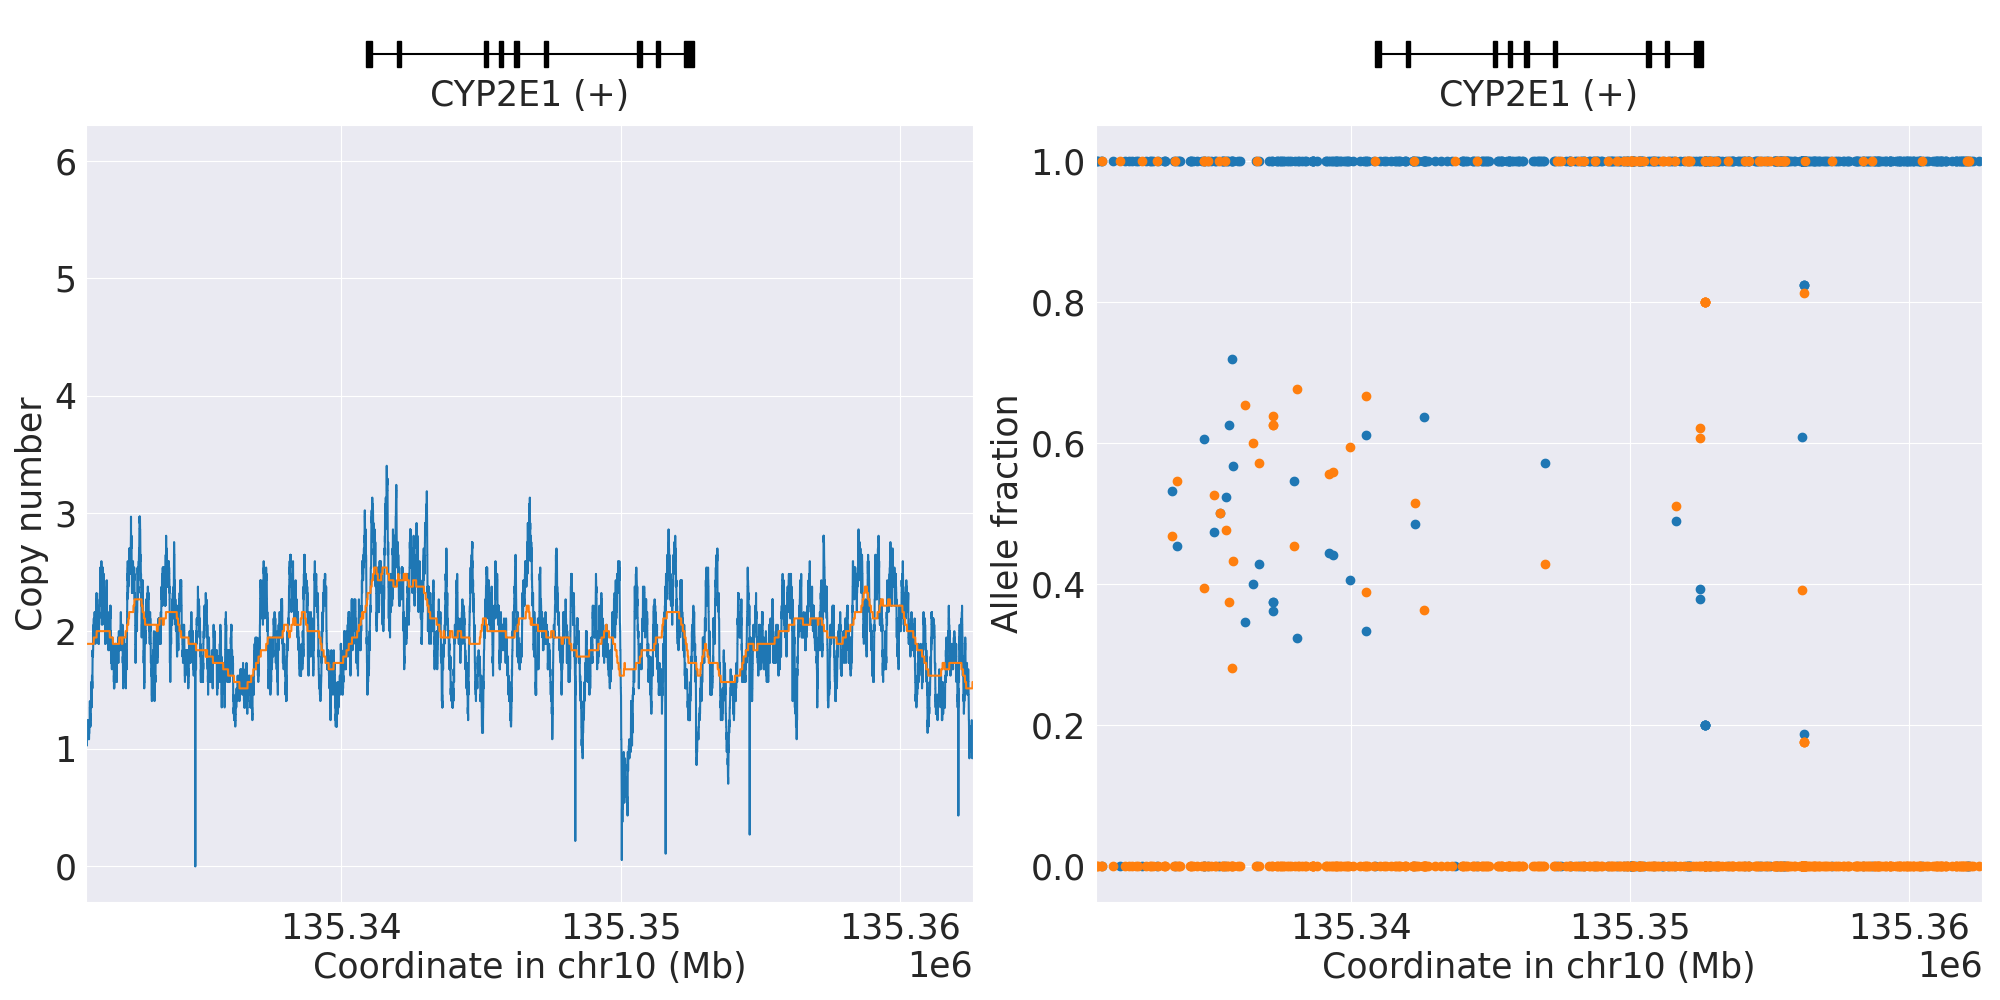 CYP2E1 (+)
6
5
4
3
2
1
0
Copy number
135.34
135.35
135.36
Coordinate in chr10 (Mb)
1e6
CYP2E1 (+)
1.0
0.8
0.6
0.4
0.2
0.0
Allele fraction
135.34
135.35
135.36
Coordinate in chr10 (Mb)
1e6